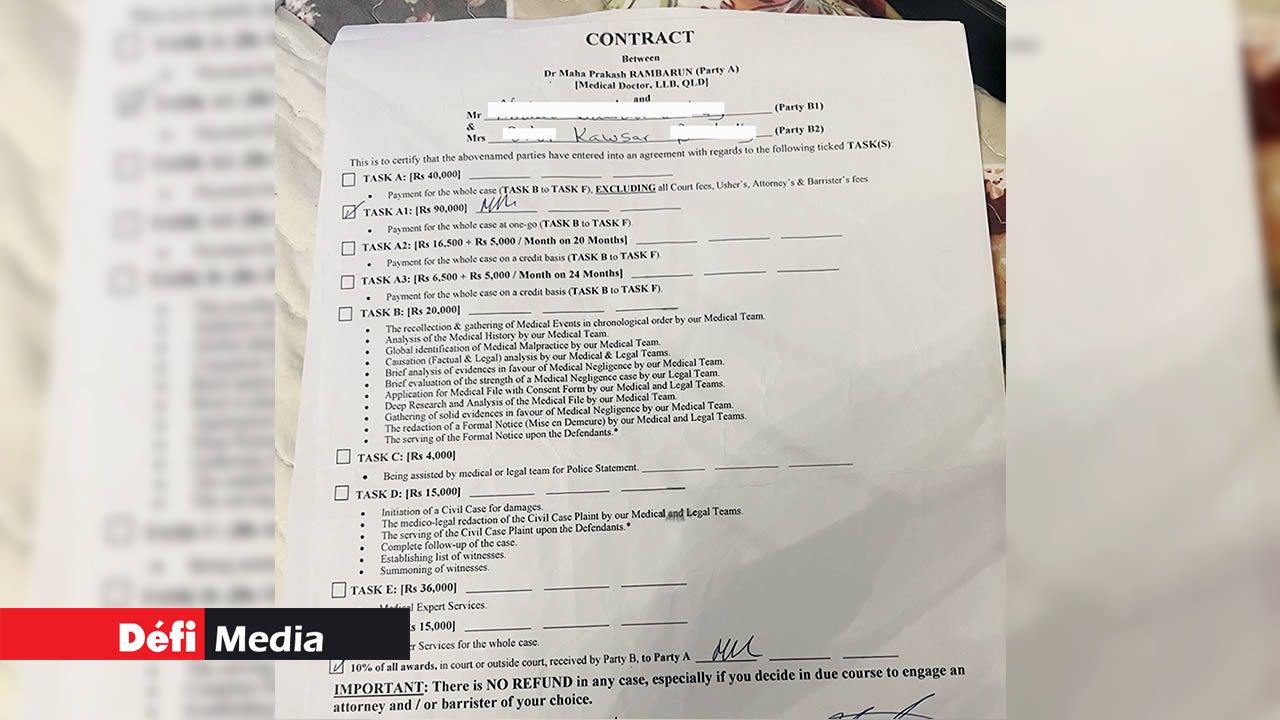 CONTRACT
Between
Dr Maha Prakash RAMBARUN (Party A)
[Medical Doctor, LLB, QLD]
and
Mr (Party B1)
&
Mrs Kawsar (Party B2)
This is to certify that the abovenamed parties have entered into an agreement with regards to the following ticked TASK(S):
TASK A: [Rs 40,000]
• Payment for the whole case (TASK B to TASK F), EXCLUDING all Court fees, Usher's, Attorney's & Barrister's fees.
TASK A1: [Rs 90,000]
• Payment for the whole case at one-go (TASK B to TASK F).
TASK A2: [Rs 16,500 + Rs 5,000 / Month on 20 Months]
• Payment for the whole case on a credit basis (TASK B to TASK F).
TASK A3: [Rs 6,500 + Rs 5,000 / Month on 24 Months]
• Payment for the whole case on a credit basis (TASK B to TASK F).
TASK B: [Rs 20,000]
• The recollection & gathering of Medical Events in chronological order by our Medical Team.
• Analysis of the Medical History by our Medical Team.
• Global identification of Medical Malpractice by our Medical Team.
• Causation (Factual & Legal) analysis by our Medical & Legal Teams.
• Brief analysis of evidences in favour of Medical Negligence by our Medical Team.
• Brief evaluation of the strength of a Medical Negligence case by our Legal Team.
• Application for Medical File with Consent Form by our Medical and Legal Teams.
• Deep Research and Analysis of the Medical File by our Medical Team.
• Gathering of solid evidences in favour of Medical Negligence by our Medical Team.
• The redaction of a Formal Notice (Mise en Demeure) by our Medical and Legal Teams.
• The serving of the Formal Notice upon the Defendants.*
TASK C: [Rs 4,000]
• Being assisted by medical or legal team for Police Statement.
TASK D: [Rs 15,000]
• Initiation of a Civil Case for damages.
• The medico-legal redaction of the Civil Case Plaint by our Medical and Legal Teams.
• The serving of the Civil Case Plaint upon the Defendants.*
• Complete follow-up of the case.
• Establishing list of witnesses.
• Summoning of witnesses.
TASK E: [Rs 36,000]
Medical Expert Services.
15,000]
Services for the whole case.
10% of all awards, in court or outside court, received by Party B, to Party A
IMPORTANT: There is NO REFUND in any case, especially if you decide in due course to engage an
attorney and / or barrister of your choice.
Défi Media